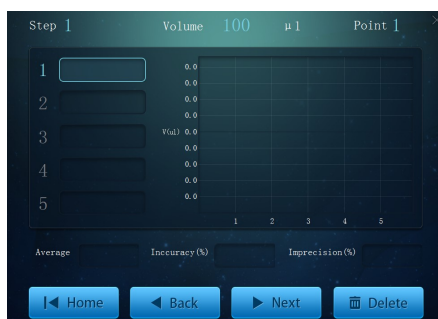 Step 1 Volume 100 μl Point 1 ×
1
2
3
4
5
0.0
0.0
0.0
0.0
V(ul) 0.0
0.0
0.0
0.0
0.0
1 2 3 4 5
Average Inccuracy(%) Imprecision(%)
Home Back Next Delete